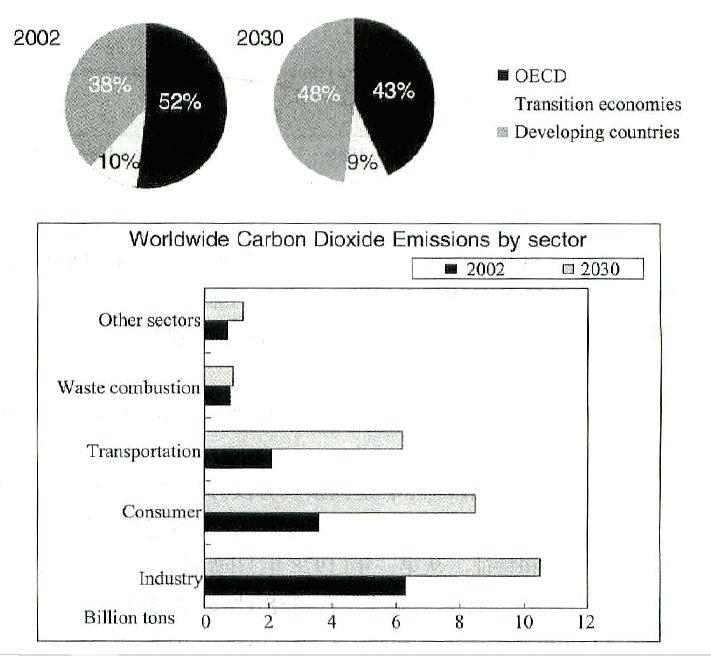 2002
2030
38%
52%
10%
48%
43%
9%
OECD
Transition economies
Developing countries
Worldwide Carbon Dioxide Emissions by sector
2002 2030
Other sectors
Waste combustion
Transportation
Consumer
Industry
Billion tons 0 2 4 6 8 10 12